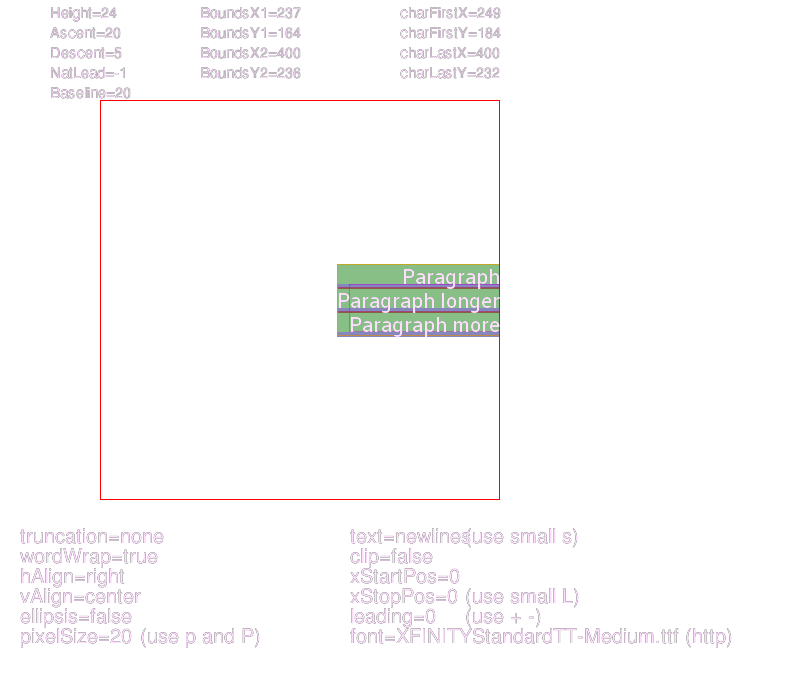 Height=24 BoundsX1=237 charFirstX=249
Ascent=20 BoundsY1=164 charFirstY=184
Descent=5 BoundsX2=400 charLastX=400
NatLead=-1 BoundsY2=236 charLastY=232
Baseline=20
Paragraph
Paragraph longer
Paragraph more
truncation=none text=newlines(use small s)
wordWrap=true clip=false
hAlign=right xStartPos=0
vAlign=center xStopPos=0 (use small L)
ellipsis=false leading=0 (use + -)
pixelSize=20 (use p and P) font=XFINITYStandardTT-Medium.ttf (http)